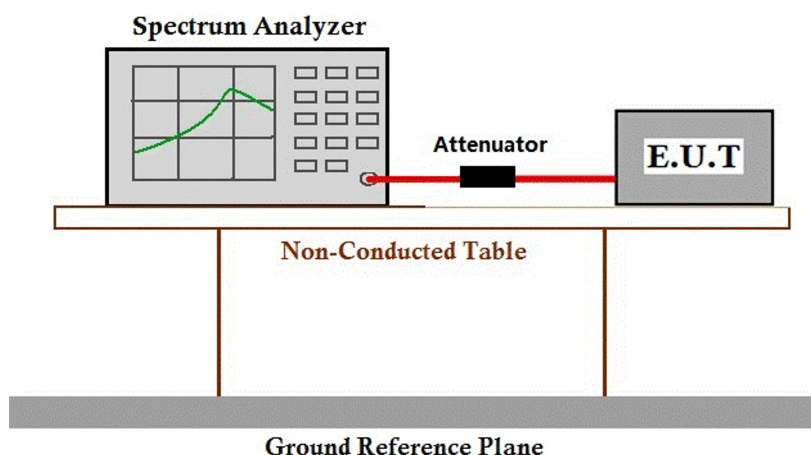 Spectrum Analyzer
Attenuator
E.U.T
Non-Conducted Table
Ground Reference Plane